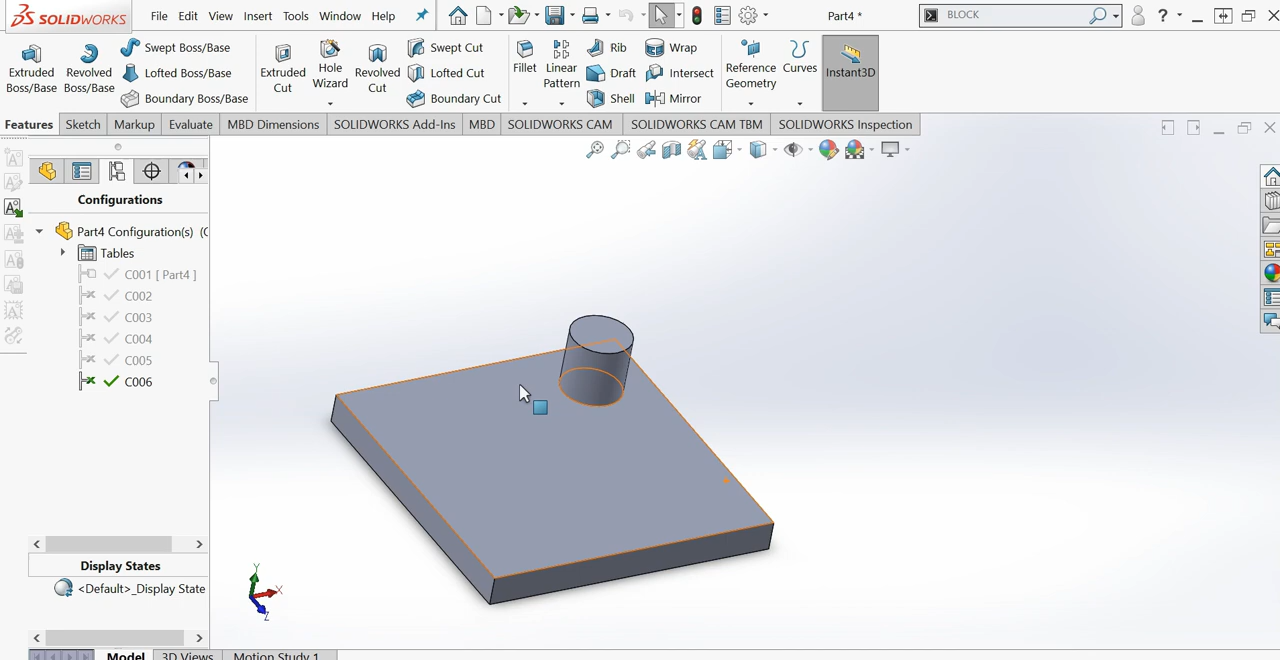 SOLIDWORKS File Edit View Insert Tools Window Help Part4 * BLOCK ?
Extruded Boss/Base
Revolved Boss/Base
Swept Boss/Base
Lofted Boss/Base
Boundary Boss/Base
Extruded Cut
Hole Wizard
Revolved Cut
Swept Cut
Lofted Cut
Boundary Cut
Fillet
Linear Pattern
Rib
Draft
Shell
Wrap
Intersect
Mirror
Reference Geometry
Curves
Instant3D
Features Sketch Markup Evaluate MBD Dimensions SOLIDWORKS Add-Ins MBD SOLIDWORKS CAM SOLIDWORKS CAM TBM SOLIDWORKS Inspection
Configurations
Part4 Configuration(s) (C
Tables
C001 [ Part4 ]
C002
C003
C004
C005
C006
Display States
<Default>_Display State
Y
X
Z
Model 3D Views Motion Study 1